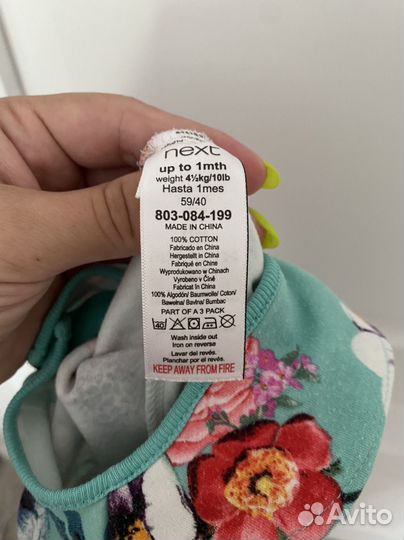 next
up to 1mth
weight 4½kg/10lb
Hasta 1mes
59/40
803-084-199
MADE IN CHINA
100% COTTON
Fabricado en China
Hergestellt in China
Fabriqué en Chine
Wyprodukowano w Chinach
Vyrobeno v Číně
Fabricat in China
100% Algodón/ Baumwolle/ Coton/
Bawełna/ Bavlna/ Bumbac
PART OF A 3 PACK
40
Wash inside out
Iron on reverse
Lavar del revés.
Planchar por el revés.
KEEP AWAY FROM FIRE
Avito